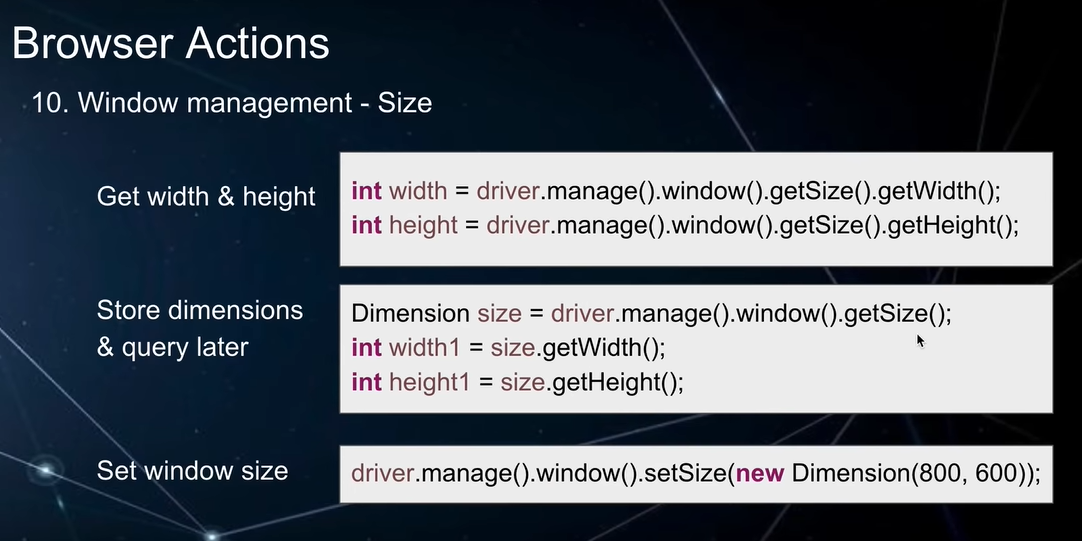 Browser Actions
10. Window management - Size
Get width & height
int width = driver.manage().window().getSize().getWidth();
int height = driver.manage().window().getSize().getHeight();
Store dimensions
& query later
Dimension size = driver.manage().window().getSize();
int width1 = size.getWidth();
int height1 = size.getHeight();
Set window size
driver.manage().window().setSize(new Dimension(800, 600));